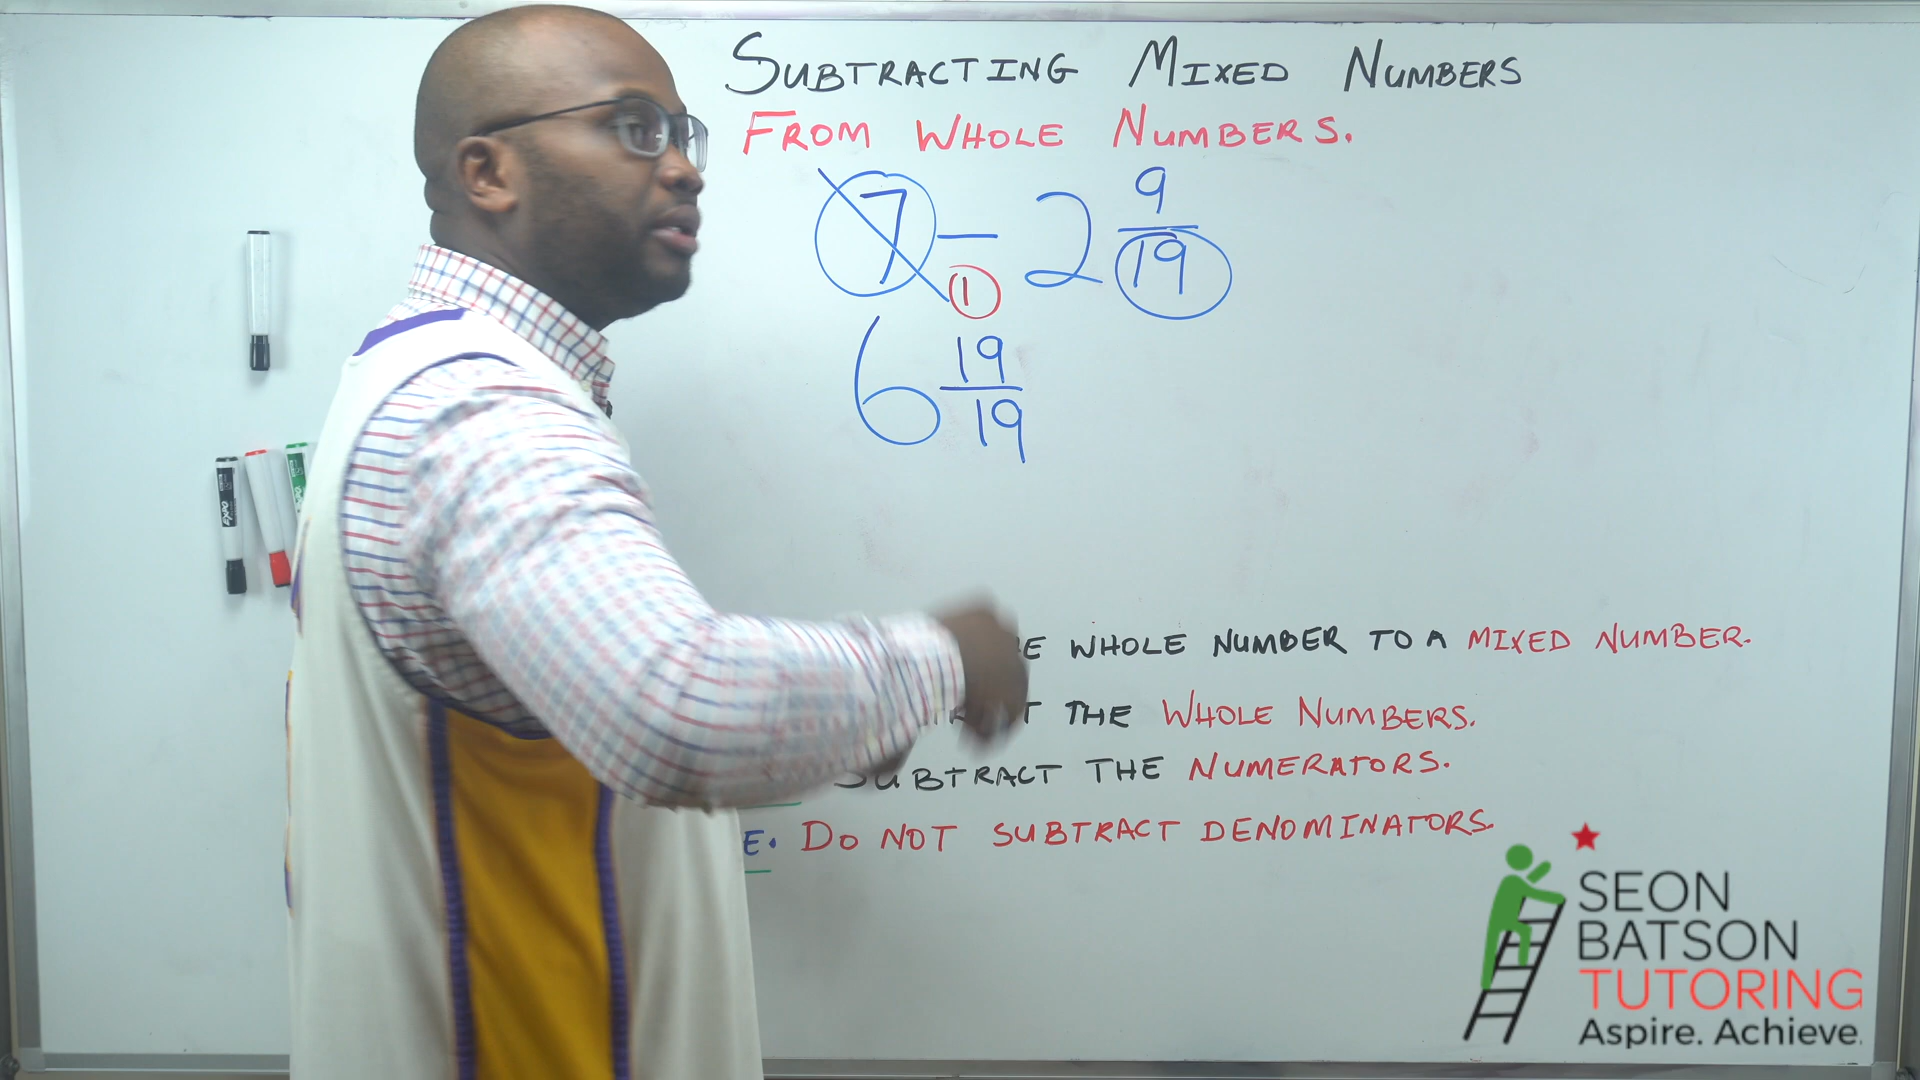 SUBTRACTING MIXED NUMBERS
FROM WHOLE NUMBERS.
7 - 2 9/19
1
6 19/19
WHOLE NUMBER TO A MIXED NUMBER.
THE WHOLE NUMBERS.
SUBTRACT THE NUMERATORS.
E. DO NOT SUBTRACT DENOMINATORS.
EXPO
SEON
BATSON
TUTORING
Aspire. Achieve.